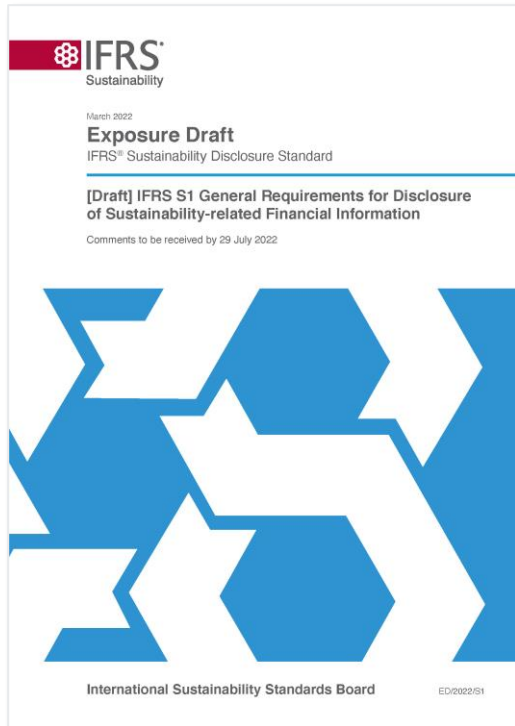 IFRS®
Sustainability
March 2022
Exposure Draft
IFRS® Sustainability Disclosure Standard
[Draft] IFRS S1 General Requirements for Disclosure
of Sustainability-related Financial Information
Comments to be received by 29 July 2022
International Sustainability Standards Board
ED/2022/S1